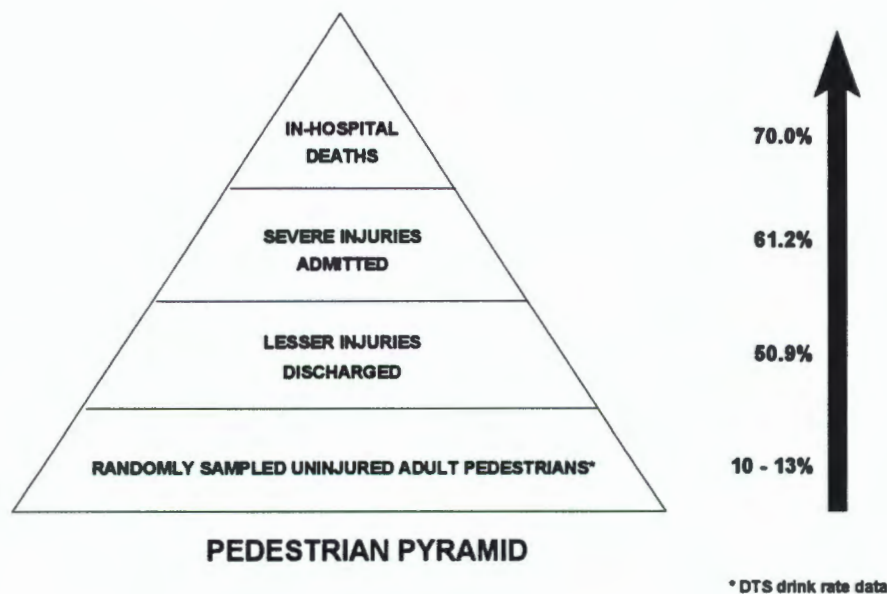 IN-HOSPITAL
DEATHS
70.0%
SEVERE INJURIES
ADMITTED
61.2%
LESSER INJURIES
DISCHARGED
50.9%
RANDOMLY SAMPLED UNINJURED ADULT PEDESTRIANS*
10 - 13%
PEDESTRIAN PYRAMID
* DTS drink rate data